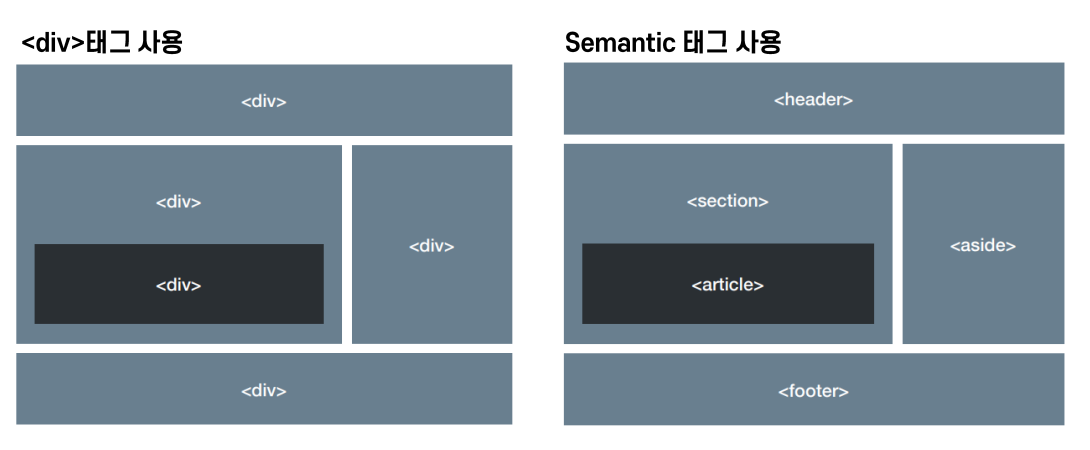 <div>태그 사용
<div>
<div>
<div>
<div>
<div>
Semantic 태그 사용
<header>
<section>
<article>
<aside>
<footer>